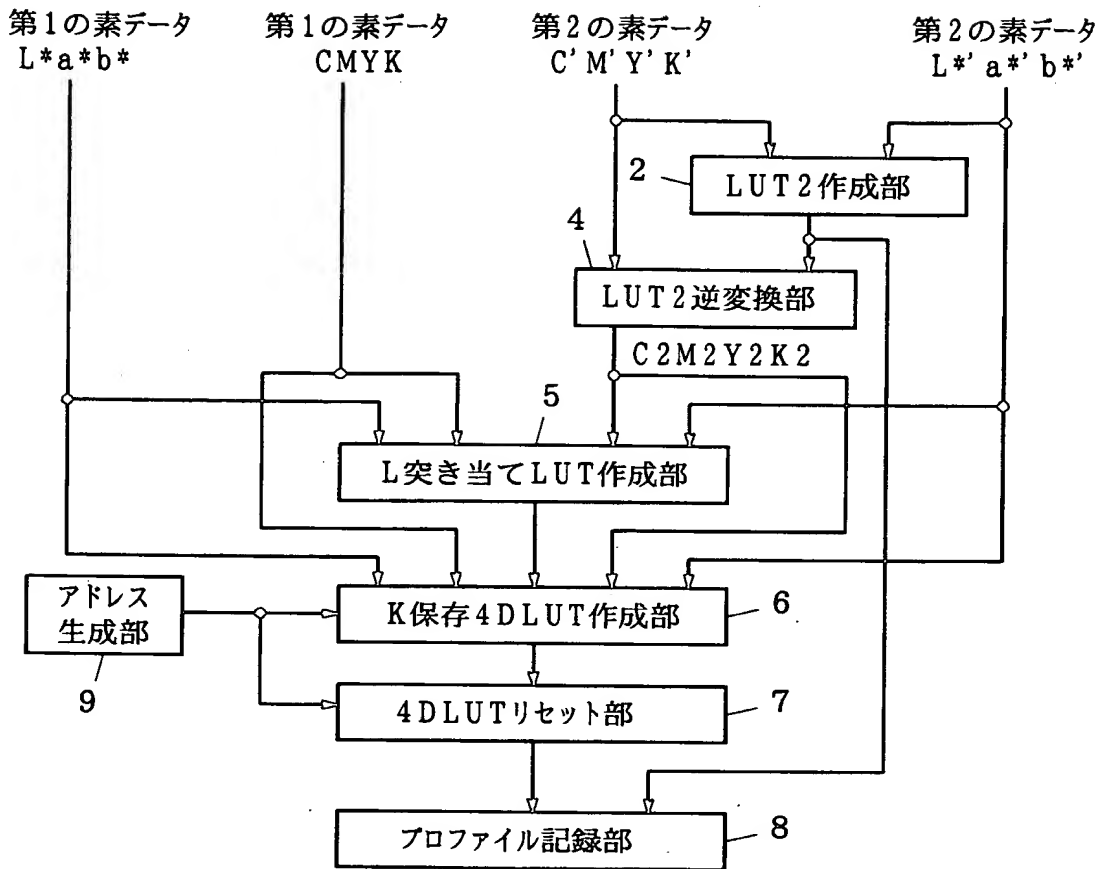 第1の素データ
L*a*b*
第1の素データ
CMYK
第2の素データ
C'M'Y'K'
第2の素データ
L*'a*'b*'
2
LUT2作成部
4
LUT2逆変換部
C2M2Y2K2
5
L突き当てLUT作成部
アドレス
生成部
9
K保存4DLUT作成部
6
4DLUTリセット部
7
プロファイル記録部
8